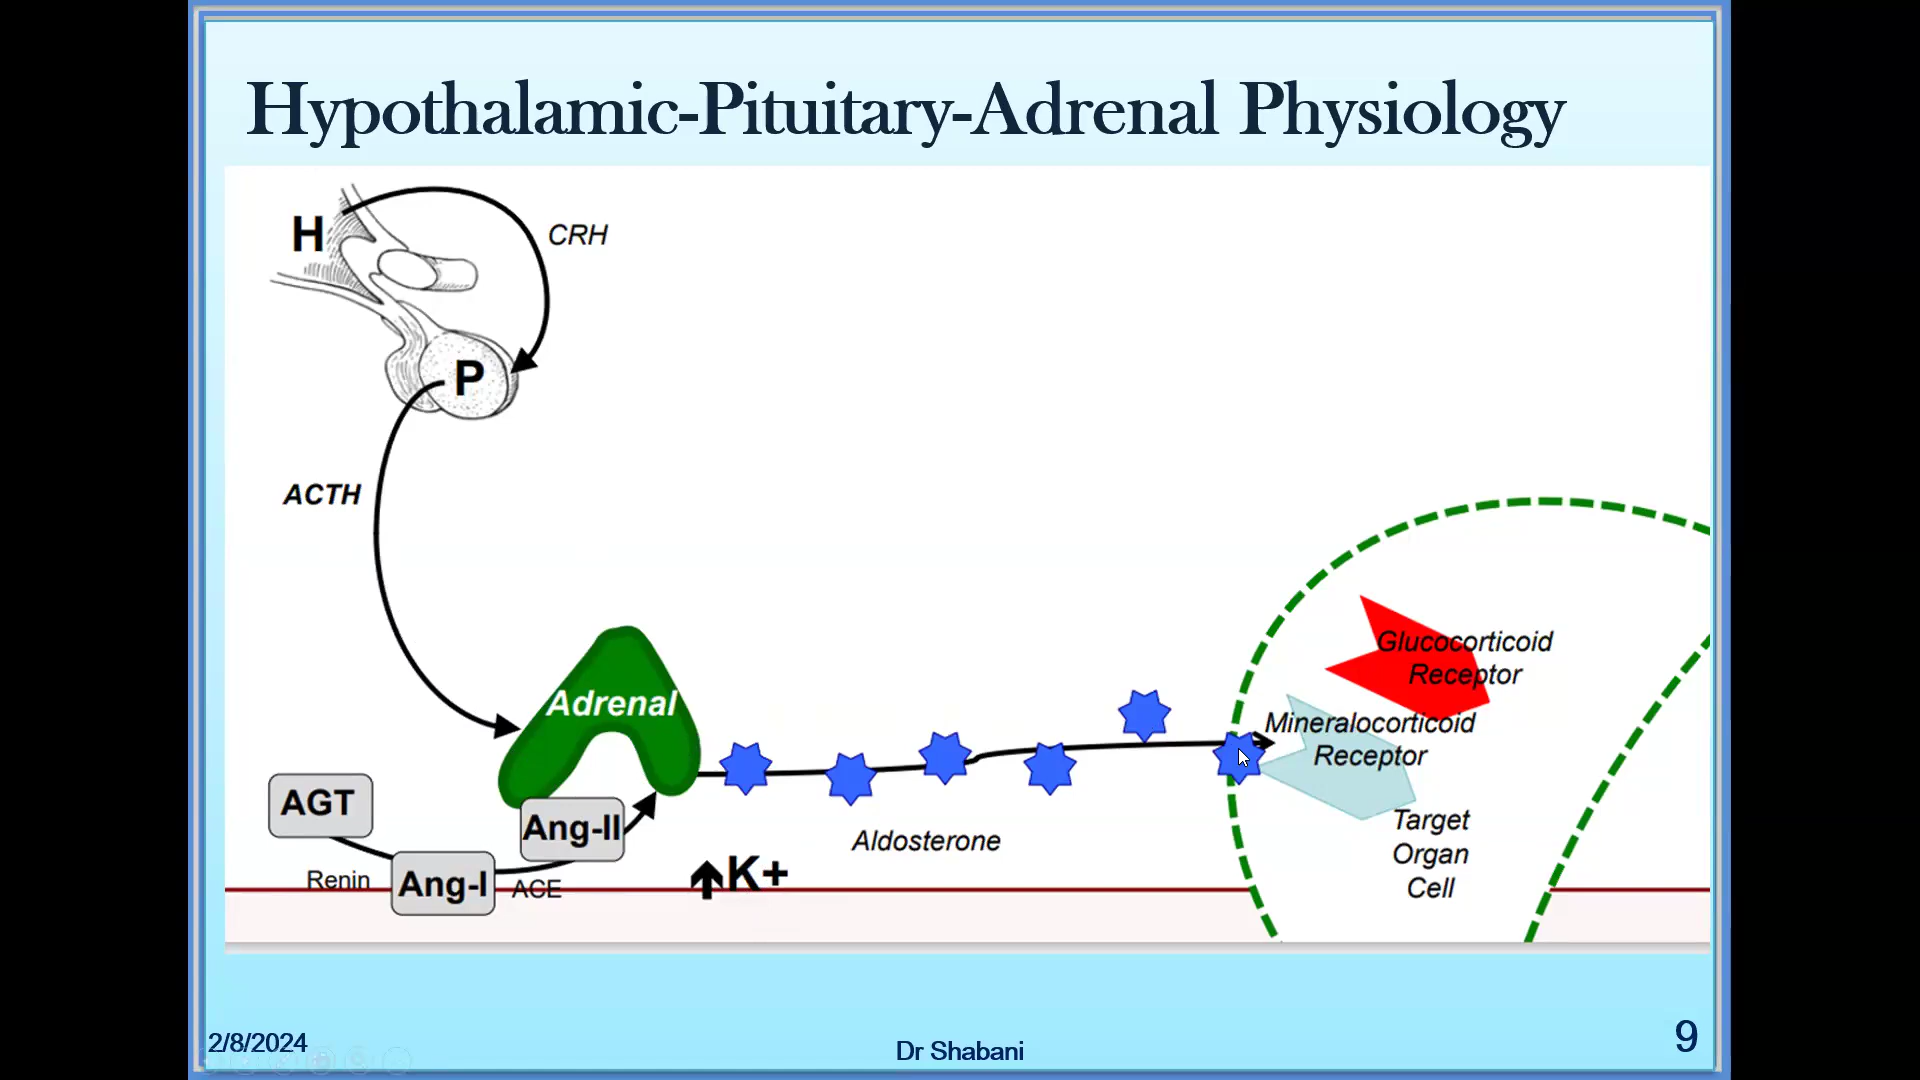 Hypothalamic-Pituitary-Adrenal Physiology
H
CRH
P
ACTH
Adrenal
Glucocorticoid
Receptor
Mineralocorticoid
Receptor
AGT
Ang-II
Aldosterone
Target
Organ
Cell
Renin
Ang-I
ACE
K+
2/8/2024
Dr Shabani
9